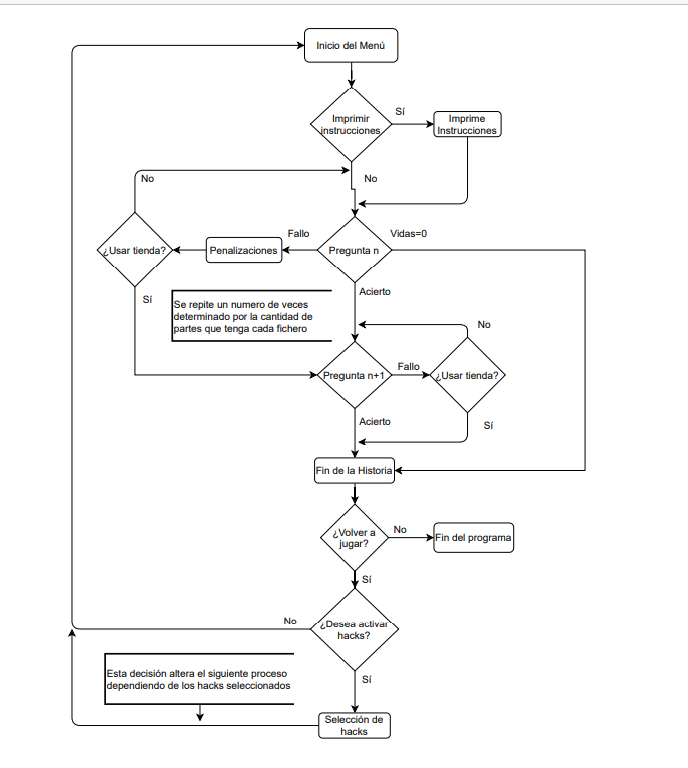 Inicio del Menú
Imprimir
instrucciones
Sí
Imprime
Instrucciones
No
No
¿Usar tienda?
Penalizaciones
Fallo
Pregunta n
Vidas=0
Sí
Acierto
Se repite un numero de veces
determinado por la cantidad de
partes que tenga cada fichero
No
Pregunta n+1
Fallo
¿Usar tienda?
Acierto
Sí
Fin de la Historia
¿Volver a
jugar?
No
Fin del programa
Sí
No
¿Desea activar
hacks?
Esta decisión altera el siguiente proceso
dependiendo de los hacks seleccionados
Sí
Selección de
hacks